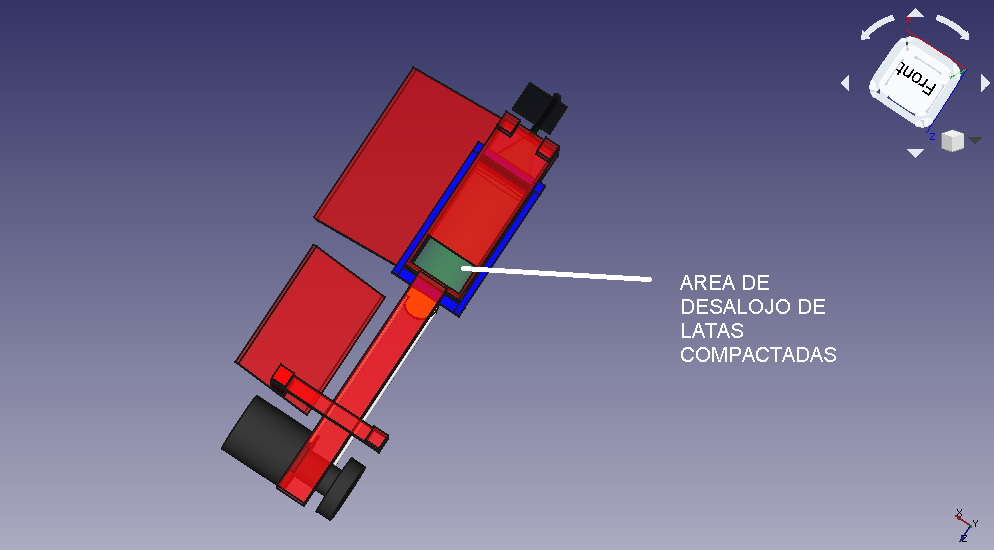 Front
Z
AREA DE
DESALOJO DE
LATAS
COMPACTADAS
X
Y
Z